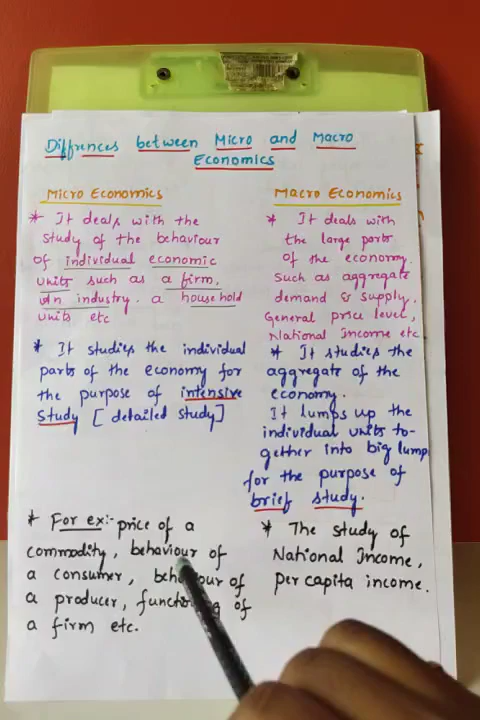 Diffrences between Micro and Macro
Economics
Micro Economics
* It deals with the
study of the behaviour
of individual economic
units such as a firm,
an industry, a household
units etc
* It studies the individual
parts of the economy for
the purpose of intensive
study [detailed study]
* For ex:- price of a
commodity, behaviour of
a consumer, behaviour of
a producer, functioning of
a firm etc.
Macro Economics
* It deals with
the large parts
of the economy.
Such as aggregate
demand & supply,
General price level,
National Income etc
* It studies the
aggregate of the
economy.
It lumps up the
individual units to-
gether into big lump
for the purpose of
brief study.
* The study of
National Income,
per capita income.